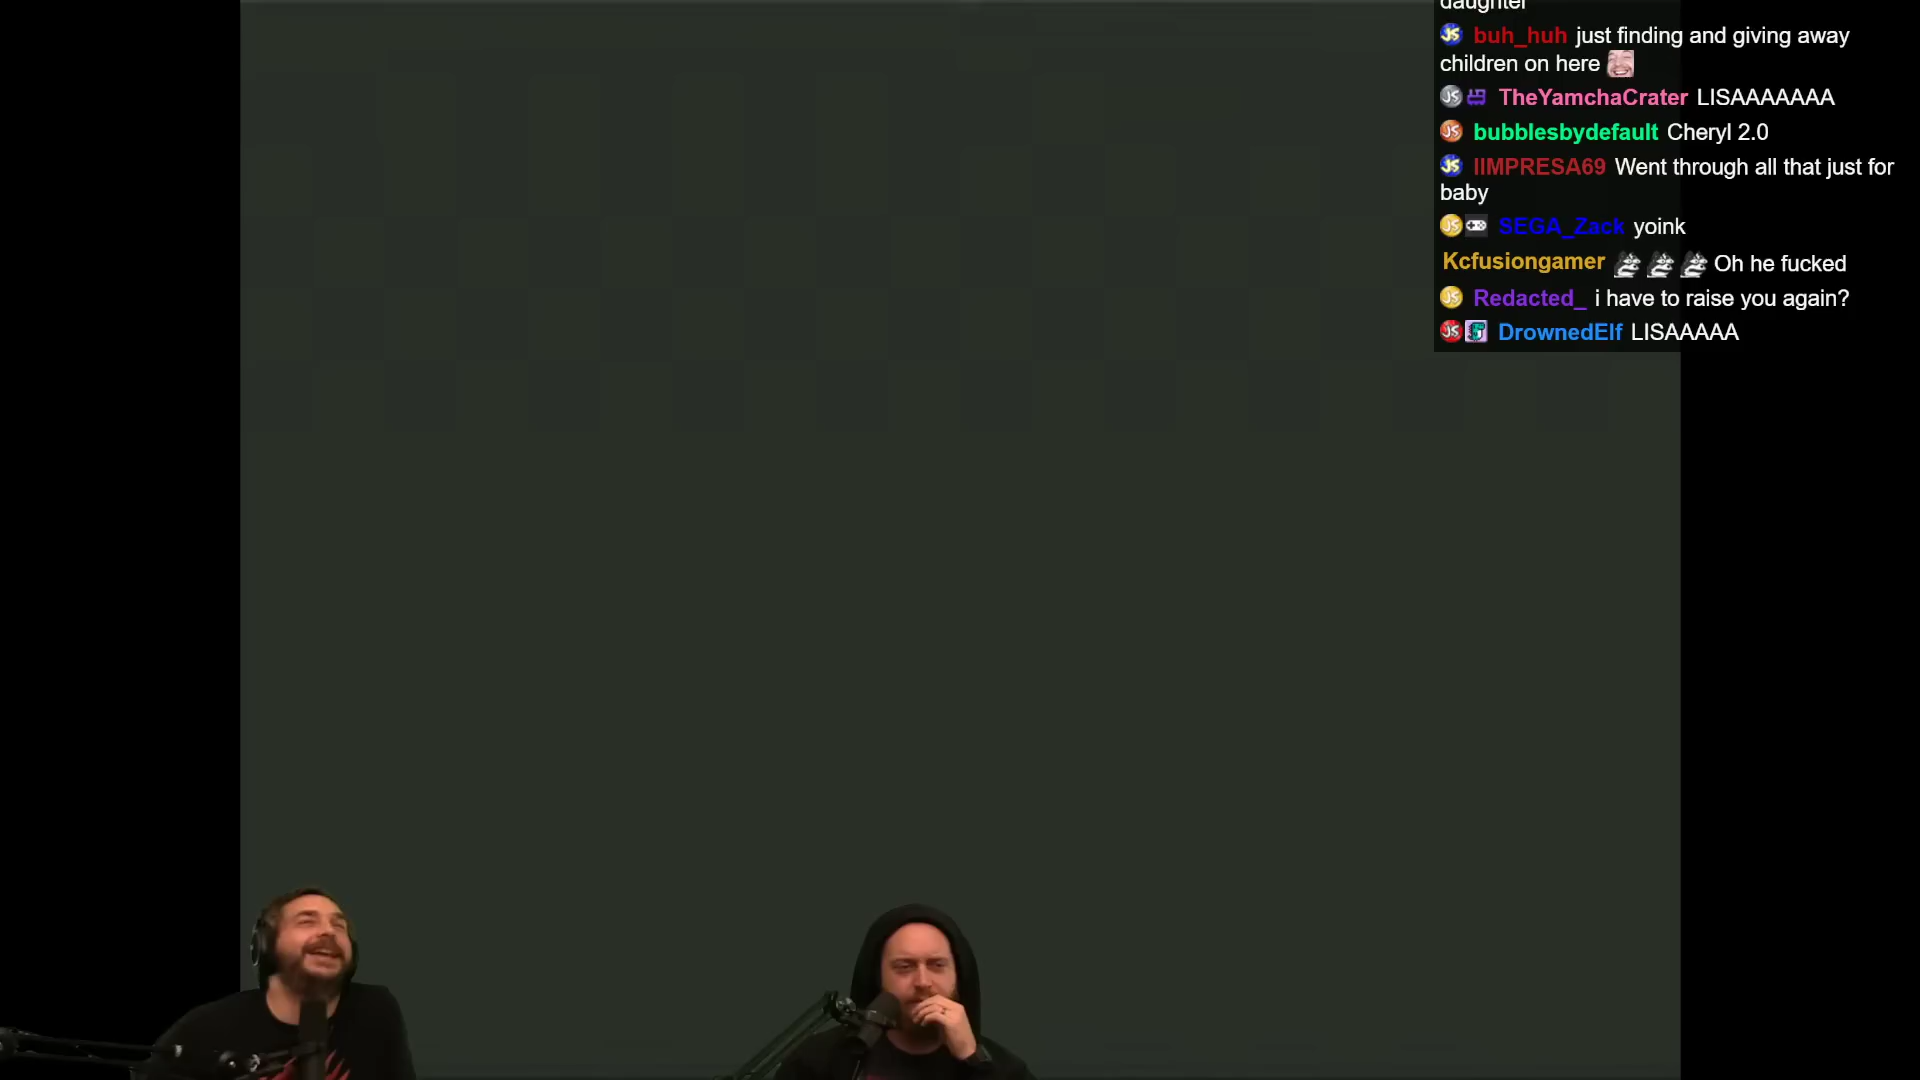 daughter
buh_huh just finding and giving away
children on here
TheYamchaCrater LISAAAAAAA
bubblesbydefault Cheryl 2.0
IIMPRESA69 Went through all that just for
baby
SEGA_Zack yoink
Kcfusiongamer Oh he fucked
Redacted_ i have to raise you again?
DrownedElf LISAAAAA